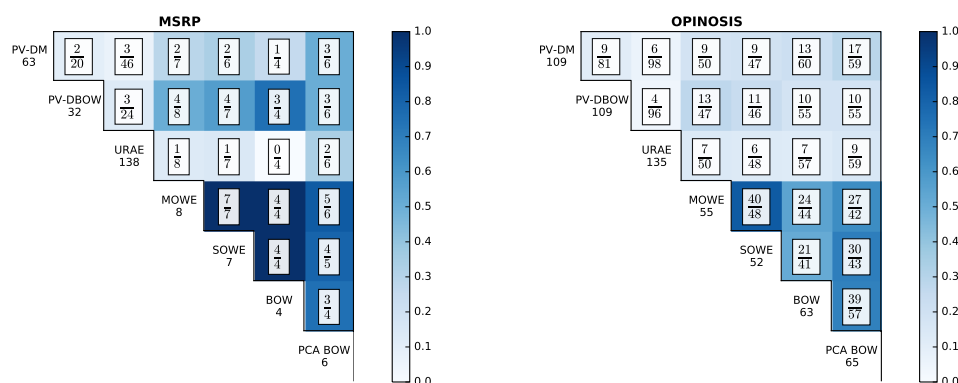 MSRP
PV-DM
63
2/20 3/46 2/7 2/6 1/4 3/6
PV-DBOW
32
3/24 4/8 4/7 3/4 3/6
URAE
138
1/8 1/7 0/4 2/6
MOWE
8
7/7 4/4 5/6
SOWE
7
4/4 4/5
BOW
4
3/4
PCA BOW
6
1.0
0.9
0.8
0.7
0.6
0.5
0.4
0.3
0.2
0.1
0.0
OPINOSIS
PV-DM
109
9/81 6/98 9/50 9/47 13/60 17/59
PV-DBOW
109
4/96 13/47 11/46 10/55 10/55
URAE
135
7/50 6/48 7/57 9/59
MOWE
55
40/48 24/44 27/42
SOWE
52
21/41 30/43
BOW
63
39/57
PCA BOW
65
1.0
0.9
0.8
0.7
0.6
0.5
0.4
0.3
0.2
0.1
0.0